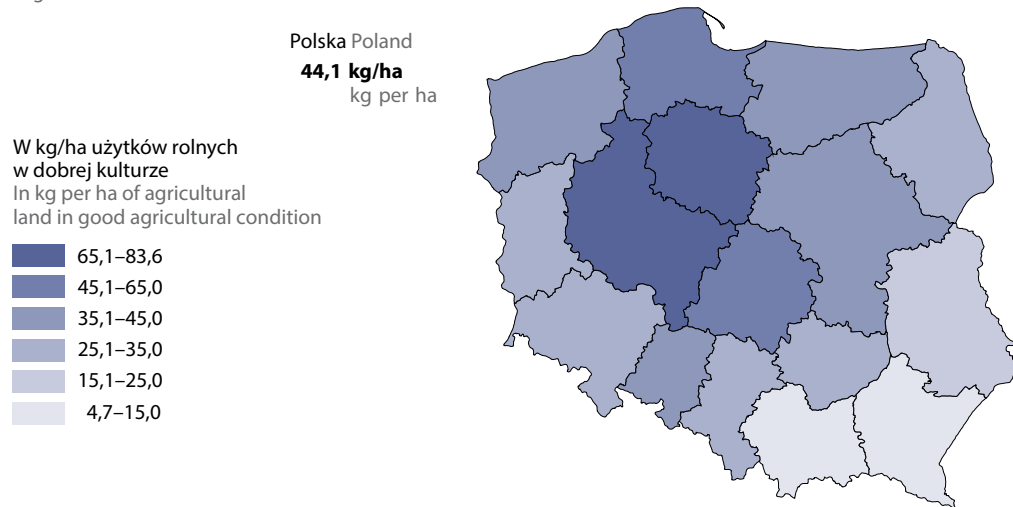 Polska Poland
44,1 kg/ha
kg per ha
W kg/ha użytków rolnych
w dobrej kulturze
In kg per ha of agricultural
land in good agricultural condition
65,1–83,6
45,1–65,0
35,1–45,0
25,1–35,0
15,1–25,0
4,7–15,0